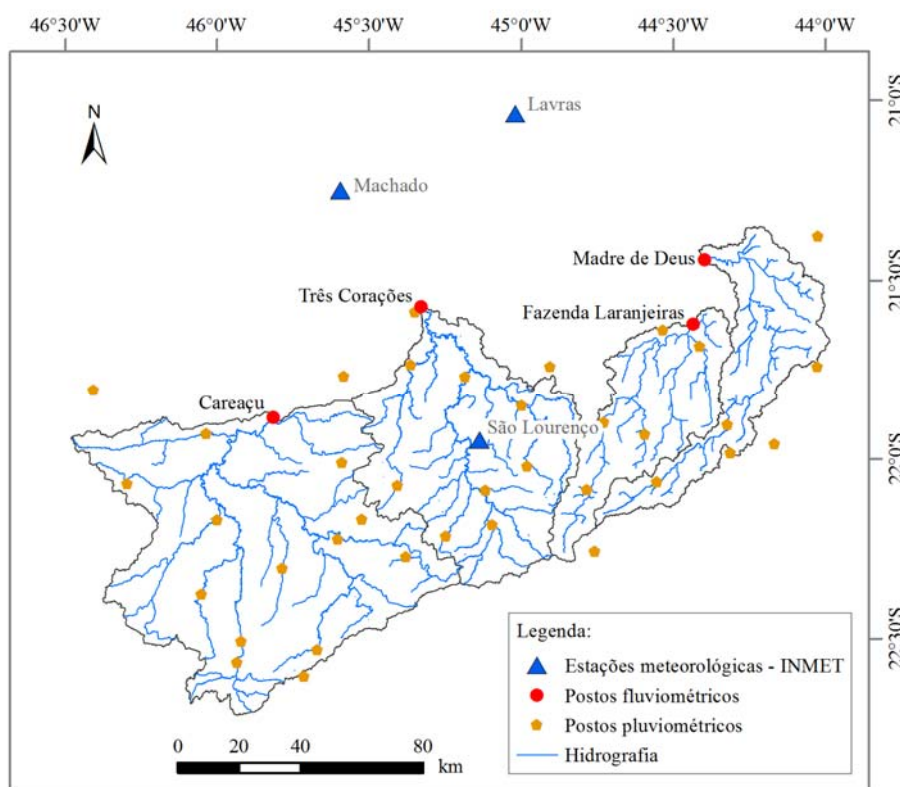 46°30'W 46°0'W 45°30'W 45°0'W 44°30'W 44°0'W
21°0'S
N
Lavras
Machado
Madre de Deus
21°30'S
Três Corações
Fazenda Laranjeiras
Careaçu
São Lourenço
22°0'S
22°30'S
Legenda:
Estações meteorológicas - INMET
Postos fluviométricos
Postos pluviométricos
Hidrografia
0 20 40 80
km